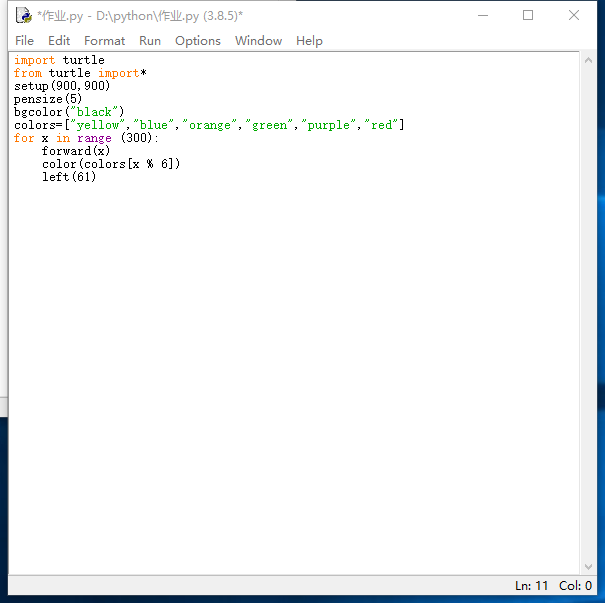 *作业.py - D:\python\作业.py (3.8.5)*
File Edit Format Run Options Window Help
import turtle
from turtle import*
setup(900,900)
pensize(5)
bgcolor("black")
colors=["yellow","blue","orange","green","purple","red"]
for x in range (300):
    forward(x)
    color(colors[x % 6])
    left(61)
Ln: 11 Col: 0